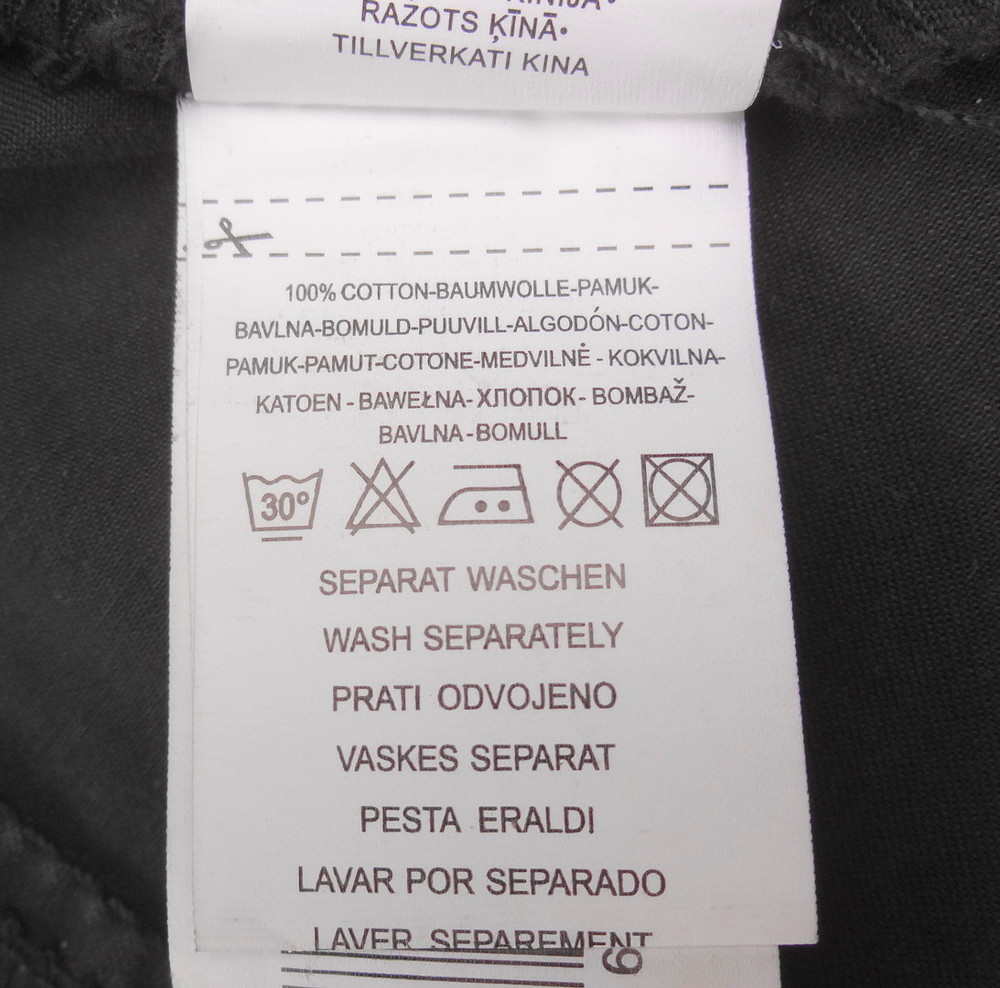 RAŽOTS ĶĪNĀ•
TILLVERKAT I KINA
100% COTTON-BAUMWOLLE-PAMUK-
BAVLNA-BOMULD-PUUVILL-ALGODÓN-COTON-
PAMUK-PAMUT-COTONE-MEDVILNĖ - KOKVILNA-
KATOEN - BAWEŁNA- ХЛОПОК - BOMBAŽ-
BAVLNA -BOMULL
30°
SEPARAT WASCHEN
WASH SEPARATELY
PRATI ODVOJENO
VASKES SEPARAT
PESTA ERALDI
LAVAR POR SEPARADO
LAVER SEPAREMENT